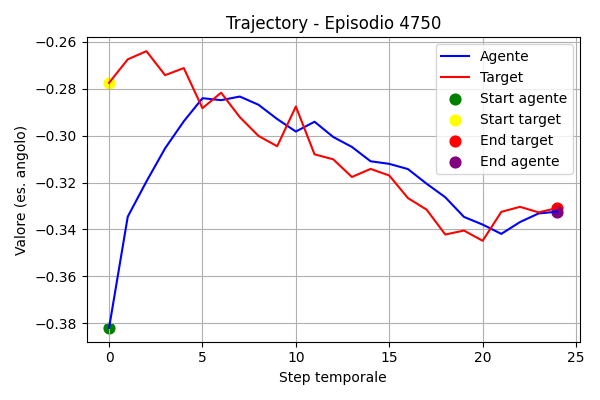 Trajectory - Episodio 4750
Valore (es. angolo)
−0.26
−0.28
−0.30
−0.32
−0.34
−0.36
−0.38
Agente
Target
Start agente
Start target
End target
End agente
0 5 10 15 20 25
Step temporale